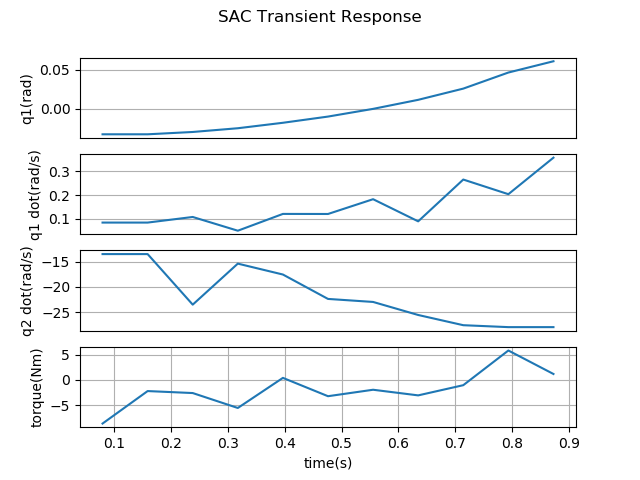 SAC Transient Response
q1(rad)
0.05
0.00
q1 dot(rad/s)
0.3
0.2
0.1
q2 dot(rad/s)
−15
−20
−25
torque(Nm)
5
0
−5
0.1 0.2 0.3 0.4 0.5 0.6 0.7 0.8 0.9
time(s)